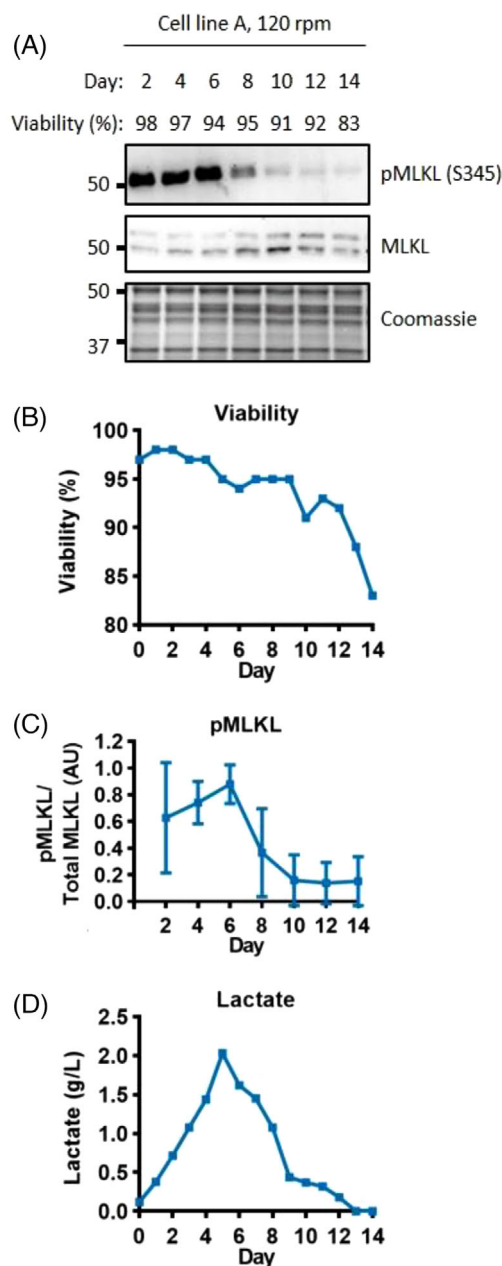 Cell line A, 120 rpm
(A)
Day: 2 4 6 8 10 12 14
Viability (%): 98 97 94 95 91 92 83
50 pMLKL (S345)
50 MLKL
50
Coomassie
37
(B)
Viability
100
95
90
85
80
Viability (%)
0 2 4 6 8 10 12 14
Day
(C)
pMLKL
1.2
1.0
0.8
0.6
0.4
0.2
0.0
pMLKL/
Total MLKL (AU)
2 4 6 8 10 12 14
Day
(D)
Lactate
2.5
2.0
1.5
1.0
0.5
0.0
Lactate (g/L)
0 2 4 6 8 10 12 14
Day